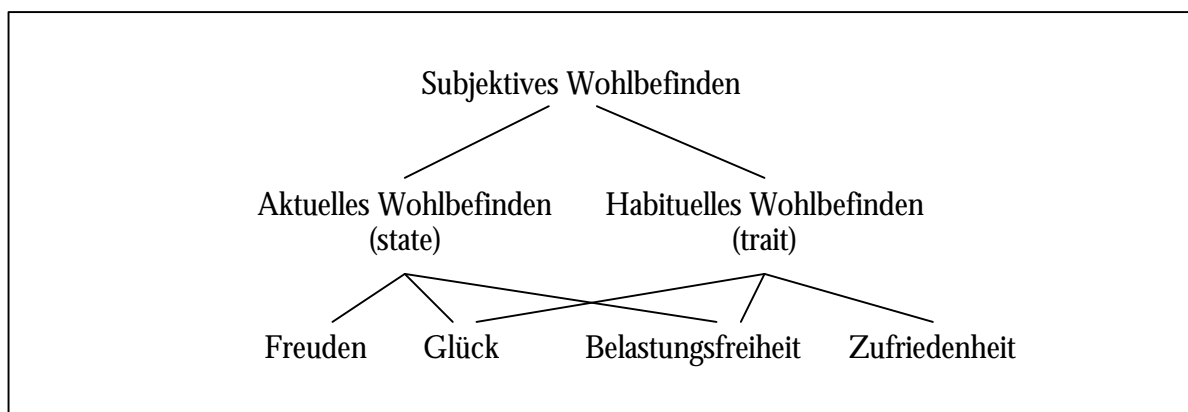 Subjektives Wohlbefinden
Aktuelles Wohlbefinden Habituelles Wohlbefinden
(state) (trait)
Freuden Glück Belastungsfreiheit Zufriedenheit